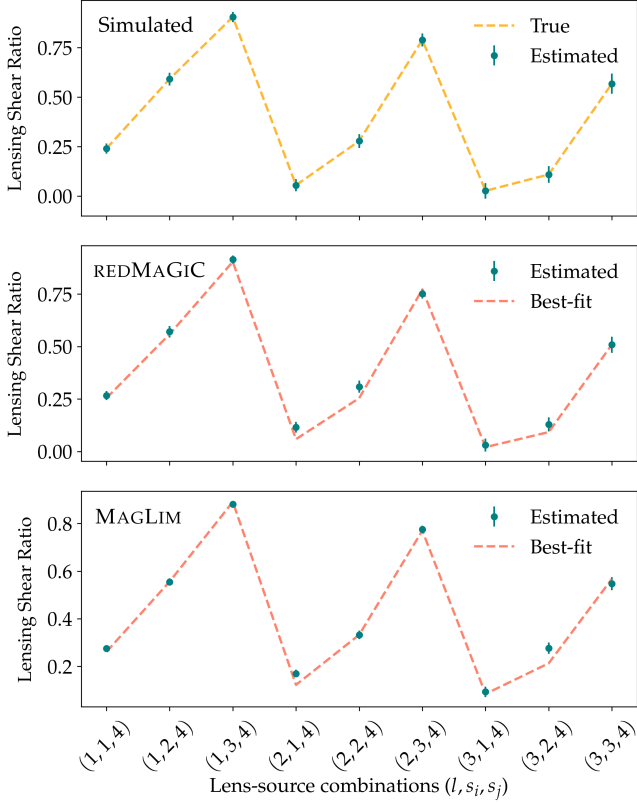 Simulated
True
Estimated
Lensing Shear Ratio
0.75
0.50
0.25
0.00
REDMAGIC
Estimated
Best-fit
Lensing Shear Ratio
0.75
0.50
0.25
0.00
MAGLIM
Estimated
Best-fit
Lensing Shear Ratio
0.8
0.6
0.4
0.2
(1, 1, 4)
(1, 2, 4)
(1, 3, 4)
(2, 1, 4)
(2, 2, 4)
(2, 3, 4)
(3, 1, 4)
(3, 2, 4)
(3, 3, 4)
Lens-source combinations (l, s_i, s_j)